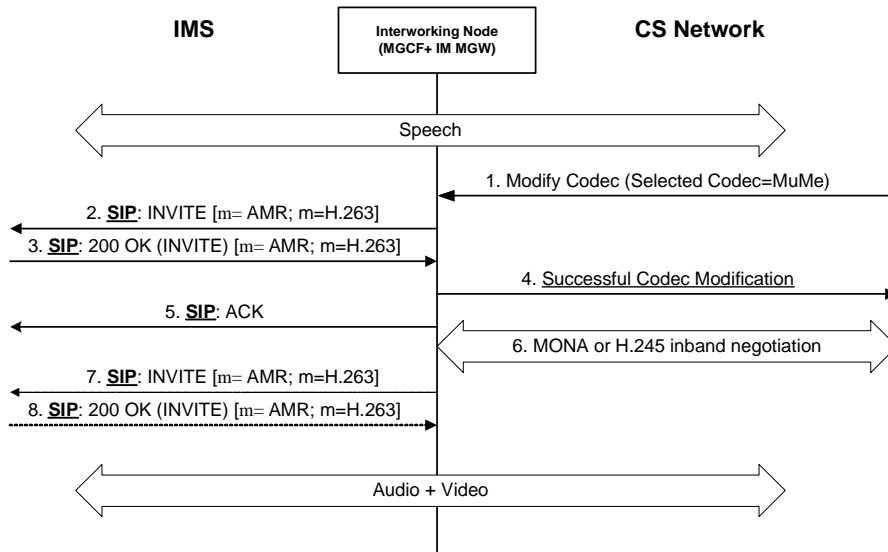 IMS
Interworking Node
(MGCF+ IM MGW)
CS Network
Speech
1. Modify Codec (Selected Codec=MuMe)
2. SIP: INVITE [m= AMR; m=H.263]
3. SIP: 200 OK (INVITE) [m= AMR; m=H.263]
4. Successful Codec Modification
5. SIP: ACK
6. MONA or H.245 inband negotiation
7. SIP: INVITE [m= AMR; m=H.263]
8. SIP: 200 OK (INVITE) [m= AMR; m=H.263]
Audio + Video